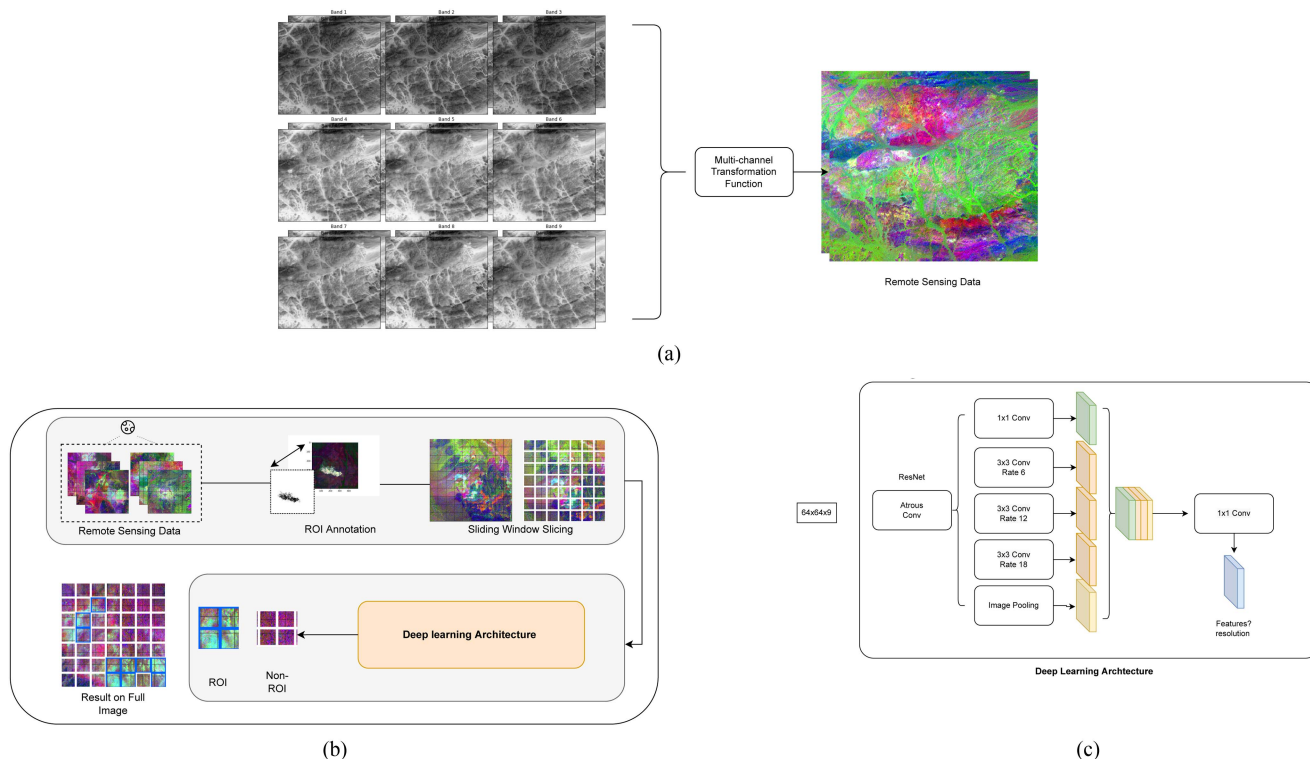 Band 1
Band 2
Band 3
Band 4
Band 5
Band 6
Band 7
Band 8
Band 9
Multi-channel
Transformation
Function
Remote Sensing Data
(a)
Remote Sensing Data
ROI Annotation
Sliding Window Slicing
Deep learning Architecture
ROI
Non-
ROI
Result on Full
Image
(b)
64x64x9
ResNet
Atrous
Conv
1x1 Conv
3x3 Conv
Rate 6
3x3 Conv
Rate 12
3x3 Conv
Rate 18
Image Pooling
1x1 Conv
Features?
resolution
Deep Learning Archtecture
(c)